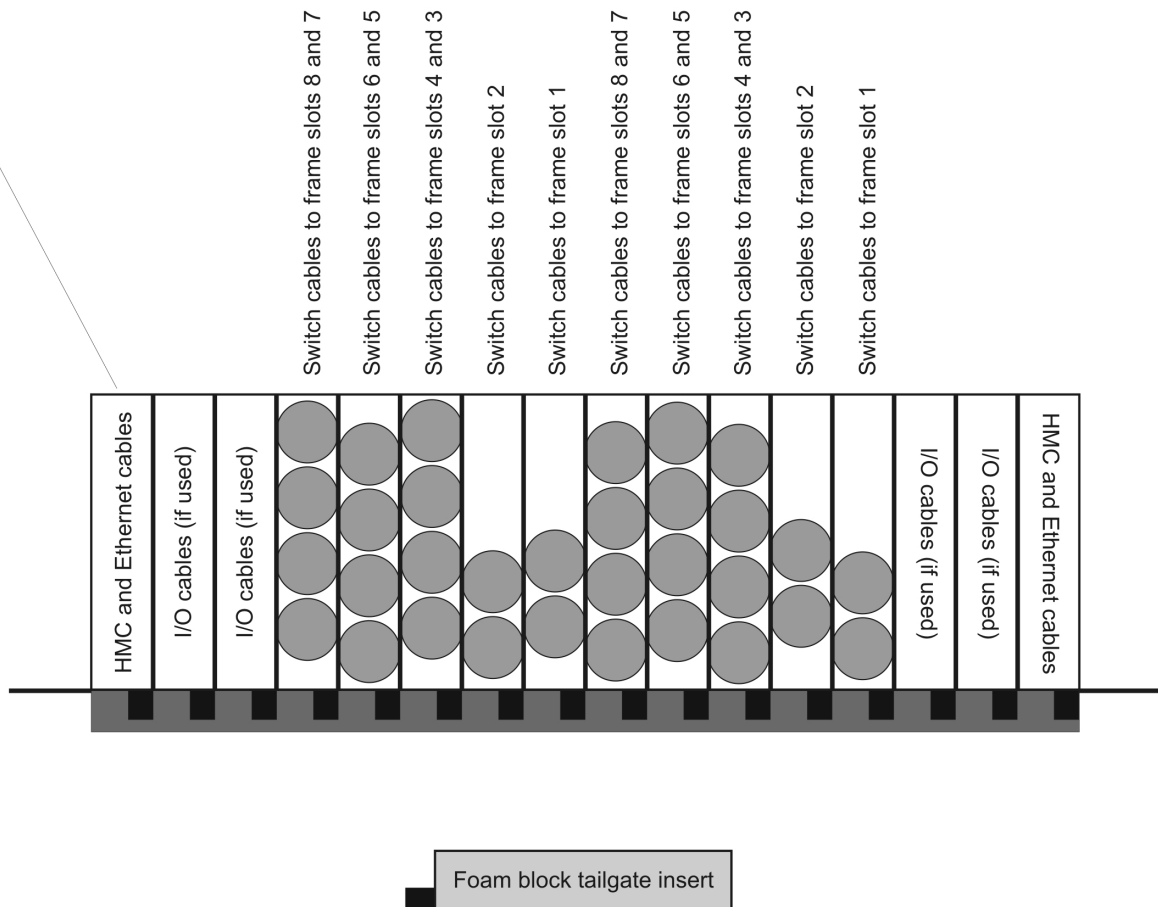 Switch cables to frame slots 8 and 7
Switch cables to frame slots 6 and 5
Switch cables to frame slots 4 and 3
Switch cables to frame slot 2
Switch cables to frame slot 1
Switch cables to frame slots 8 and 7
Switch cables to frame slots 6 and 5
Switch cables to frame slots 4 and 3
Switch cables to frame slot 2
Switch cables to frame slot 1
HMC and Ethernet cables
I/O cables (if used)
I/O cables (if used)
I/O cables (if used)
I/O cables (if used)
HMC and Ethernet cables
Foam block tailgate insert